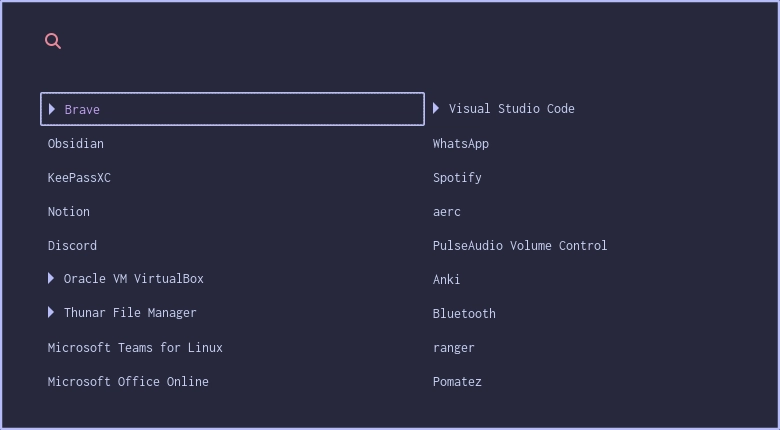 Brave
Obsidian
KeePassXC
Notion
Discord
Oracle VM VirtualBox
Thunar File Manager
Microsoft Teams for Linux
Microsoft Office Online
Visual Studio Code
WhatsApp
Spotify
aerc
PulseAudio Volume Control
Anki
Bluetooth
ranger
Pomatez